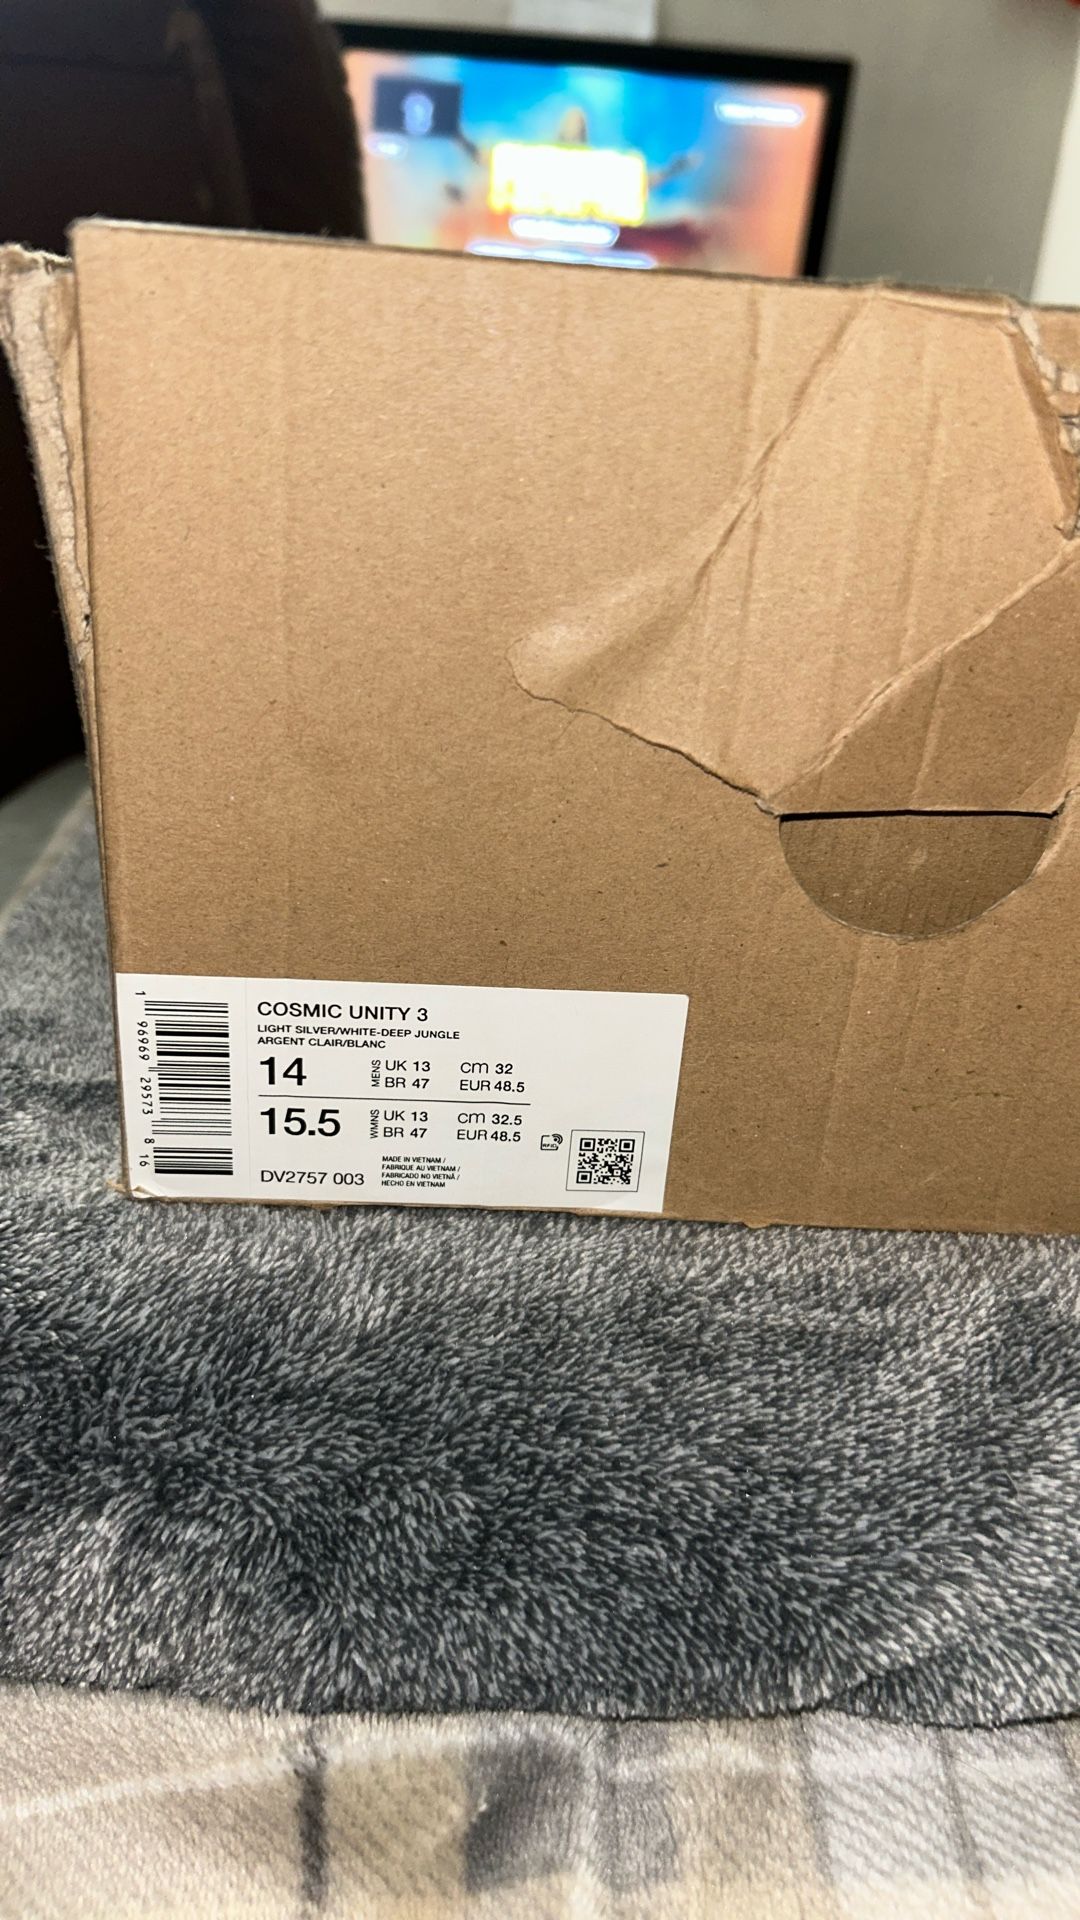 COSMIC UNITY 3
LIGHT SILVER/WHITE-DEEP JUNGLE
ARGENT CLAIR/BLANC
14 MENS UK 13 cm 32
BR 47 EUR 48.5
15.5 WMNS UK 13 cm 32.5
BR 47 EUR 48.5
DV2757 003
MADE IN VIETNAM /
FABRIQUE AU VIETNAM /
FABRICADO NO VIETNÃ /
HECHO EN VIETNAM
RFID
1 96969 29573 8 16